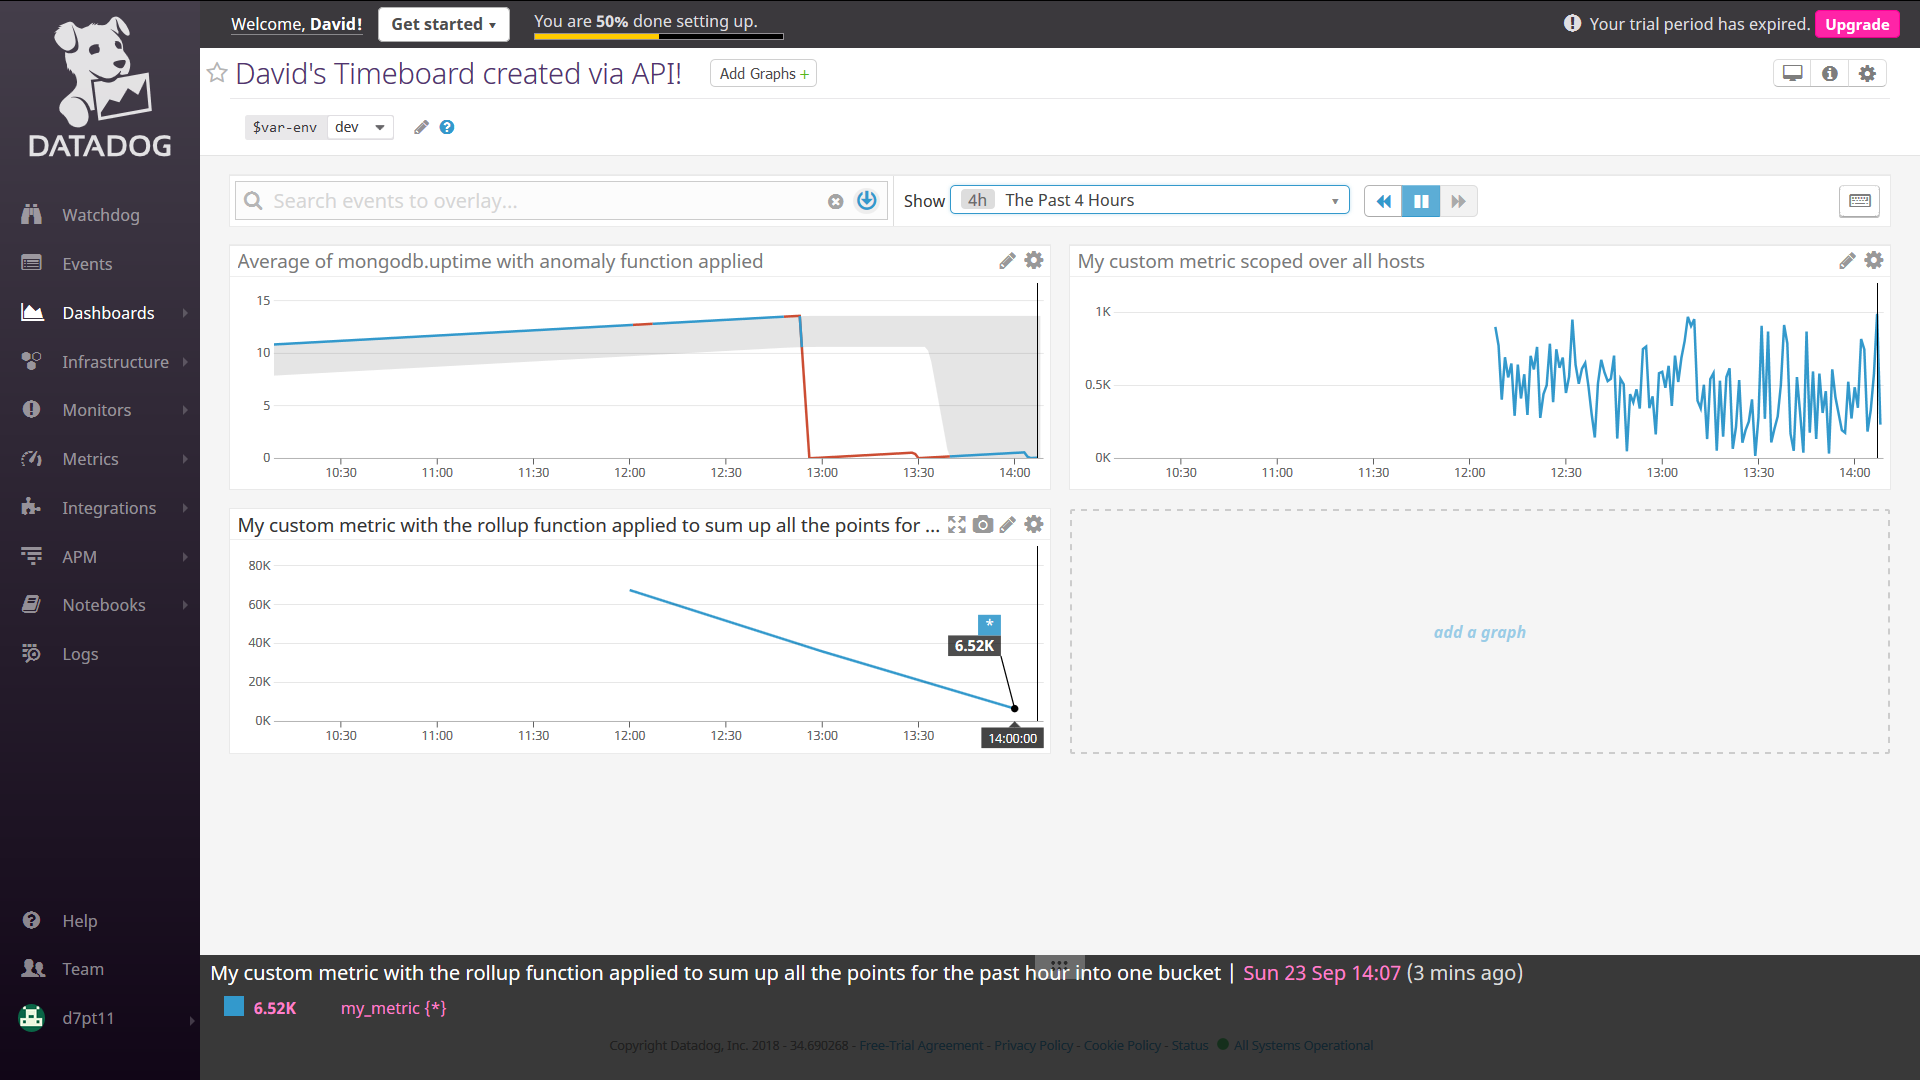 DATADOG
Welcome, David!
Get started ▾
You are 50% done setting up.
Your trial period has expired.
Upgrade
David's Timeboard created via API!
Add Graphs +
$var-env
dev
Search events to overlay...
Show
4h The Past 4 Hours
Watchdog
Events
Dashboards
Infrastructure
Monitors
Metrics
Integrations
APM
Notebooks
Logs
Help
Team
d7pt11
Average of mongodb.uptime with anomaly function applied
15
10
5
0
10:30 11:00 11:30 12:00 12:30 13:00 13:30 14:00
My custom metric scoped over all hosts
1K
0.5K
0K
10:30 11:00 11:30 12:00 12:30 13:00 13:30 14:00
My custom metric with the rollup function applied to sum up all the points for ...
80K
60K
40K
20K
0K
*
6.52K
10:30 11:00 11:30 12:00 12:30 13:00 13:30 14:00:00
add a graph
My custom metric with the rollup function applied to sum up all the points for the past hour into one bucket | Sun 23 Sep 14:07 (3 mins ago)
6.52K my_metric {*}
Copyright Datadog, Inc. 2018 - 34.690268 - Free-Trial Agreement - Privacy Policy - Cookie Policy - Status All Systems Operational